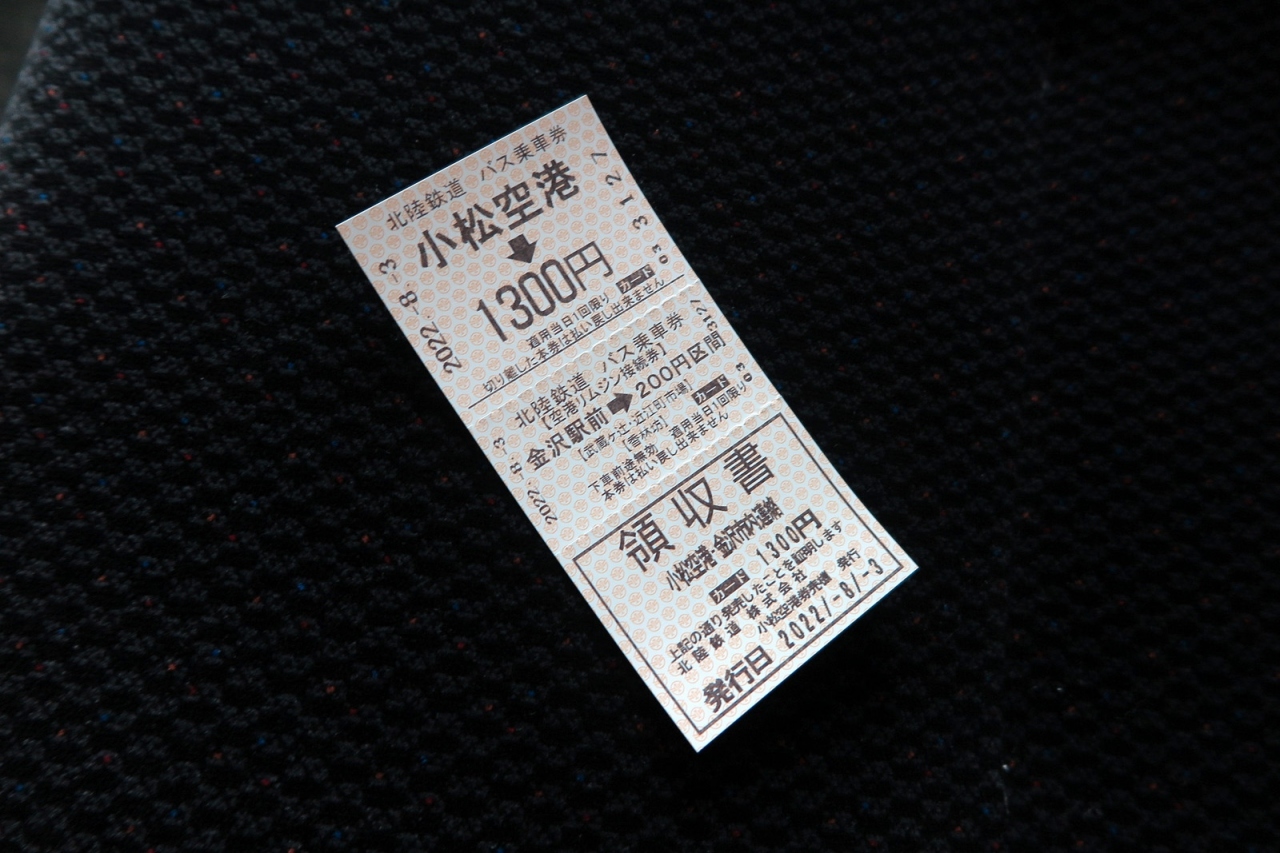 北陸鉄道 バス乗車券
小松空港
1300円
2022.-8.-3
3127
適用当日1回限り カード
03
切り離した本券は払い戻し出来ません
北陸鉄道 バス乗車券
【空港リムジン接続券】
金沢駅前 200円区間
[武蔵ケ辻・近江町市場]
[香林坊]
カード
下車前途無効 適用当日1回限り
本券は払い戻し出来ません
2022.-8.-3
3127
03
領収書
小松空港・金沢市内連絡
カード 1300円
上記の通り発売したことを証明します
北陸鉄道株式会社
小松空港券売機 発行
発行日 2022/-8/-3